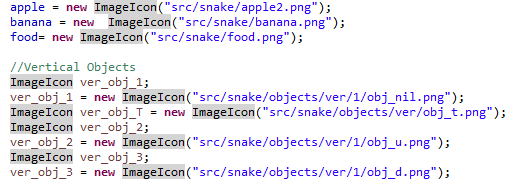 apple = new ImageIcon("src/snake/apple2.png");
banana = new  ImageIcon("src/snake/banana.png");
food= new ImageIcon("src/snake/food.png");
//Vertical Objects
ImageIcon ver_obj_1;
ver_obj_1 = new ImageIcon("src/snake/objects/ver/1/obj_nil.png");
ImageIcon ver_obj_T = new ImageIcon("src/snake/objects/ver/obj_t.png");
ImageIcon ver_obj_2;
ver_obj_2 = new ImageIcon("src/snake/objects/ver/1/obj_u.png");
ImageIcon ver_obj_3;
ver_obj_3 = new ImageIcon("src/snake/objects/ver/1/obj_d.png");